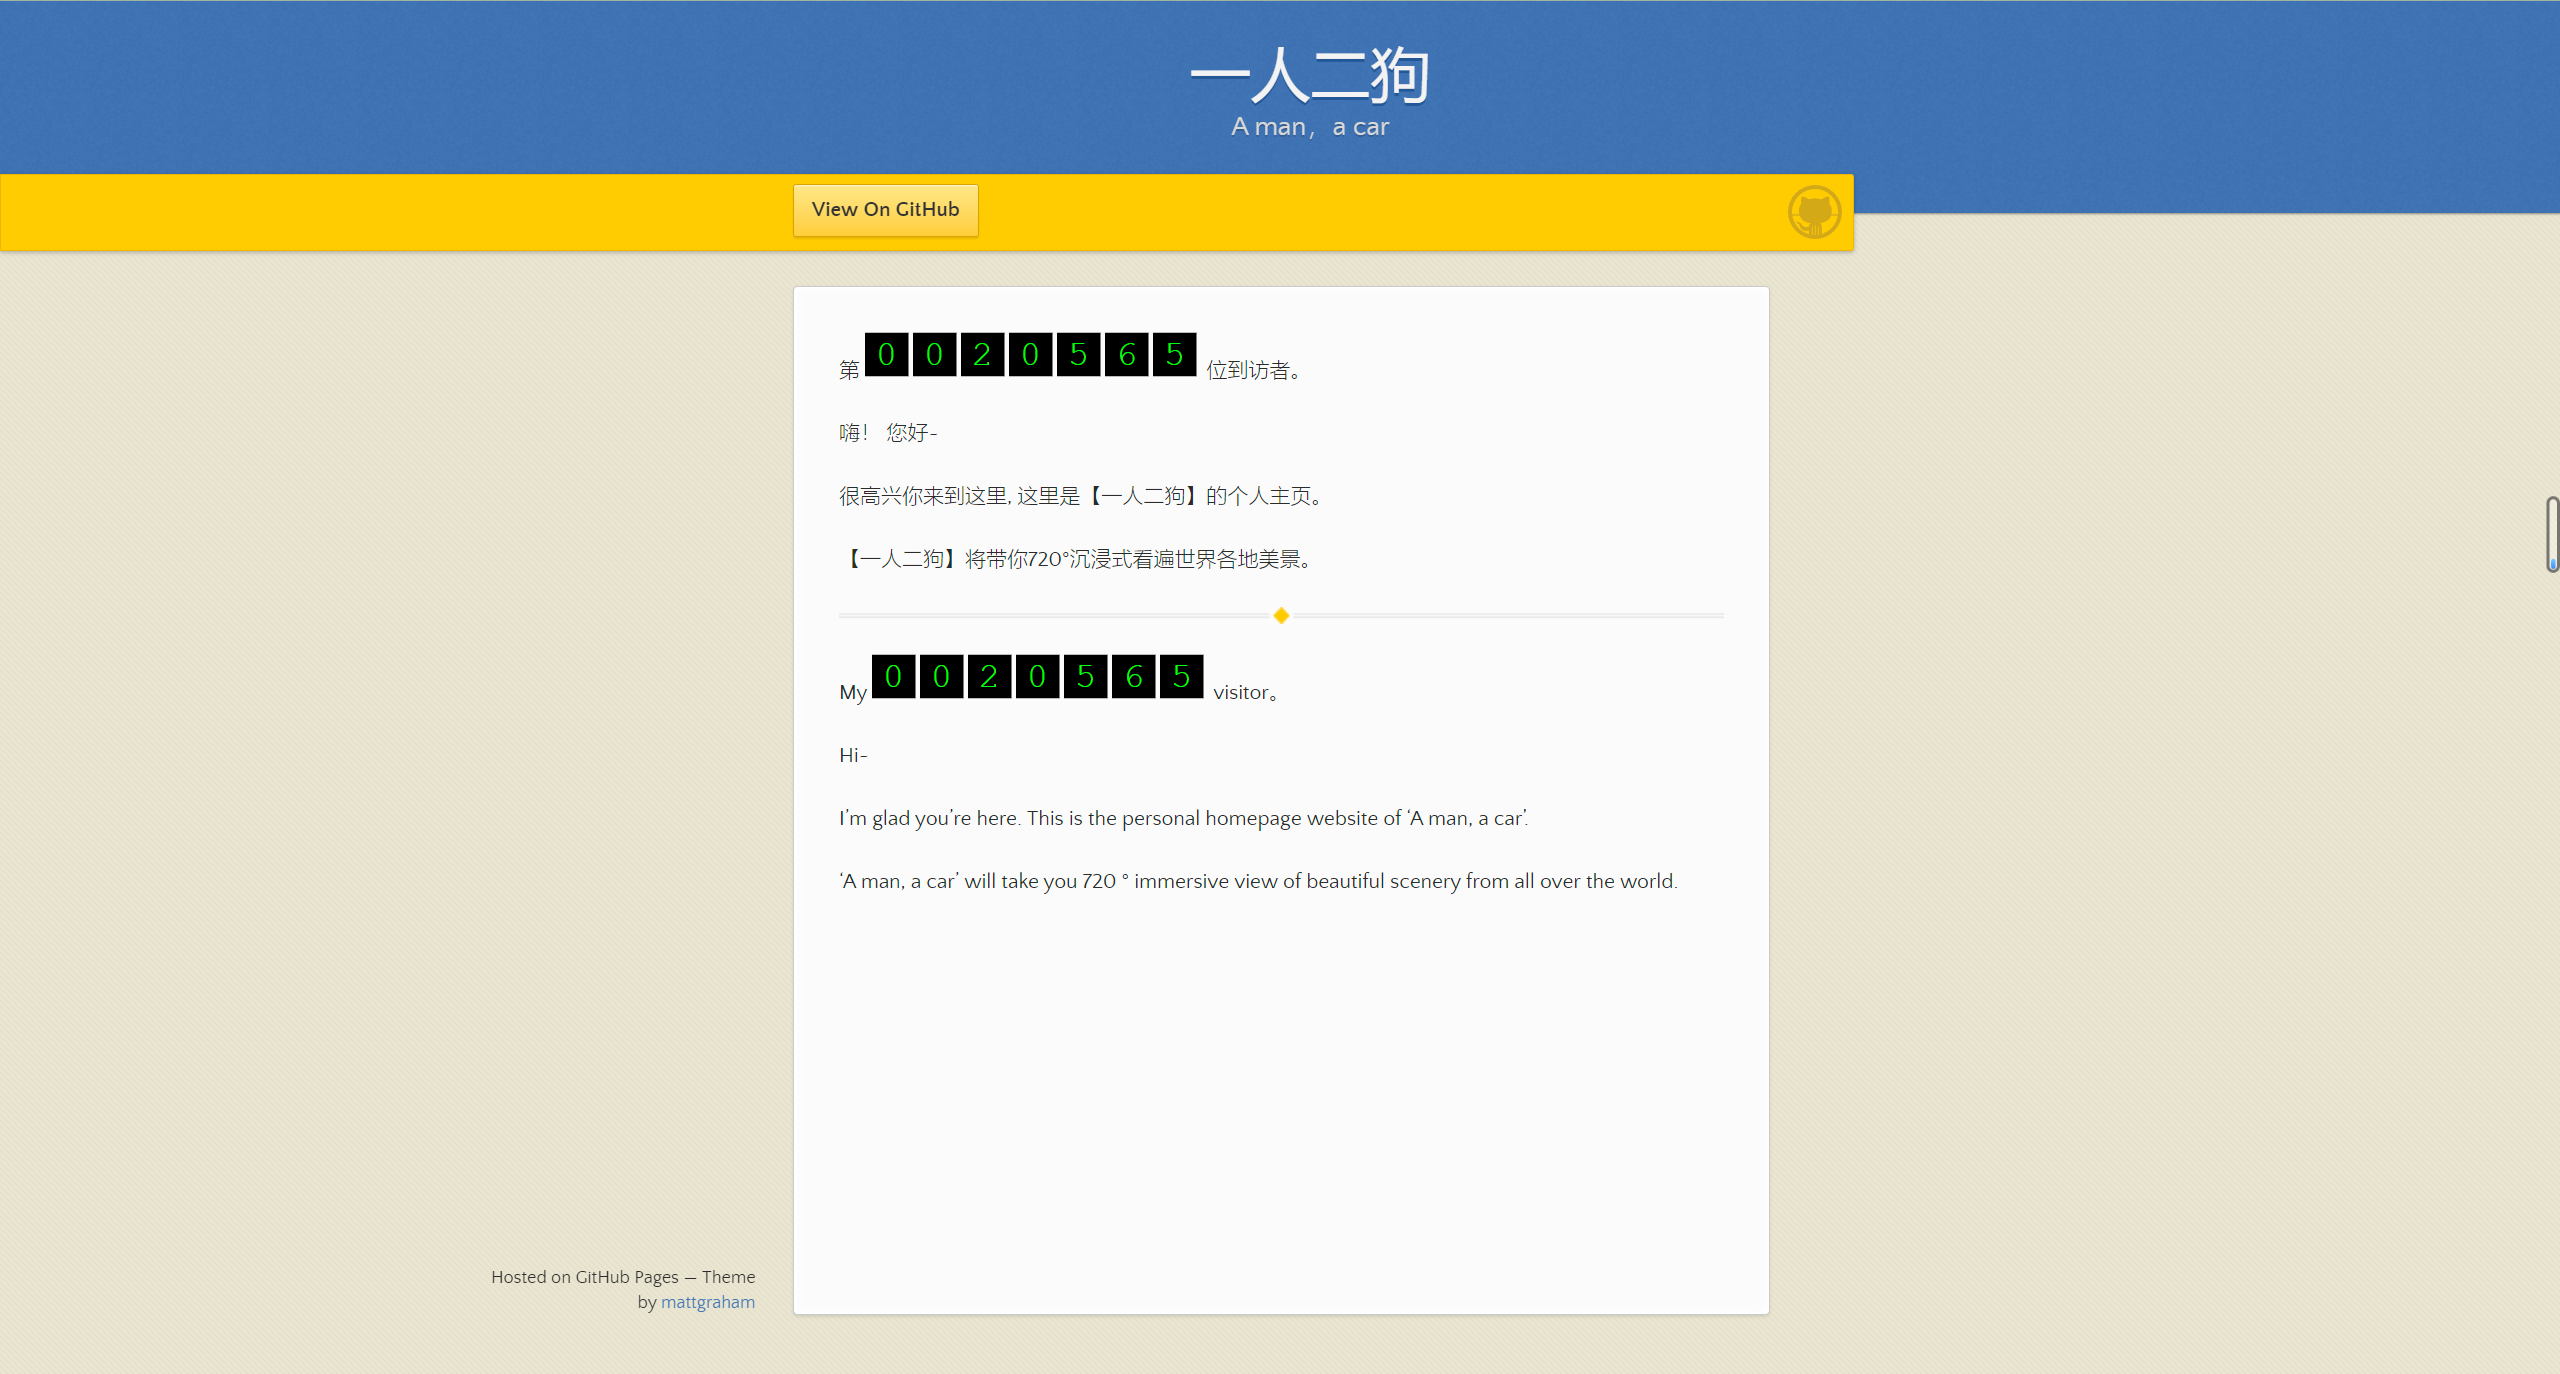 一人二狗
A man，a car
View On GitHub
第 0 0 2 0 5 6 5 位到访者。
嗨！ 您好~
很高兴你来到这里, 这里是【一人二狗】的个人主页。
【一人二狗】将带你720°沉浸式看遍世界各地美景。
My 0 0 2 0 5 6 5 visitor。
Hi~
I’m glad you’re here. This is the personal homepage website of ‘A man, a car’.
‘A man, a car’ will take you 720 ° immersive view of beautiful scenery from all over the world.
Hosted on GitHub Pages — Theme
by mattgraham